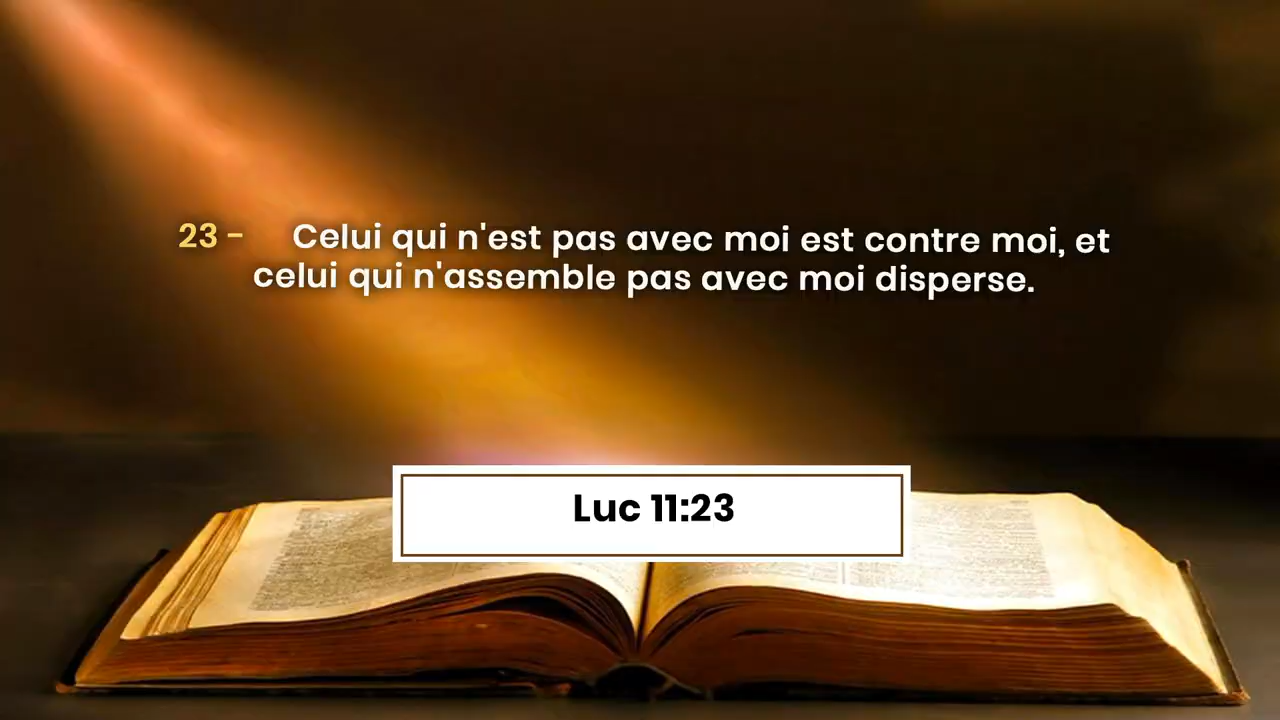 23 - Celui qui n'est pas avec moi est contre moi, et
celui qui n'assemble pas avec moi disperse.
Luc 11:23